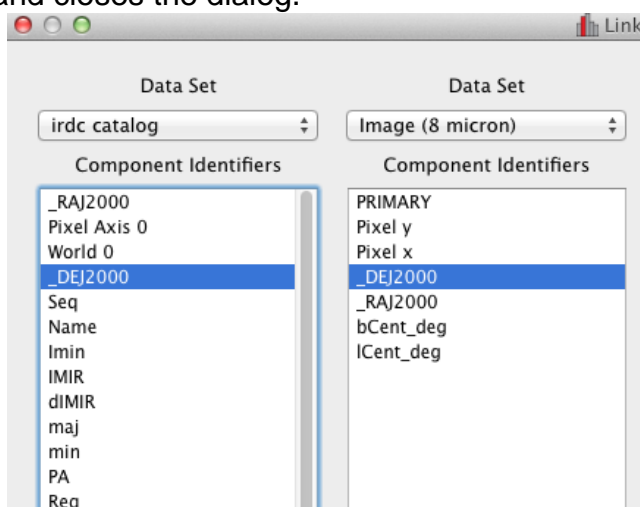 and closes the dialog.
Link
Data Set
irdc catalog
Component Identifiers
_RAJ2000
Pixel Axis 0
World 0
_DEJ2000
Seq
Name
Imin
IMIR
dIMIR
maj
min
PA
Req
Data Set
Image (8 micron)
Component Identifiers
PRIMARY
Pixel y
Pixel x
_DEJ2000
_RAJ2000
bCent_deg
lCent_deg